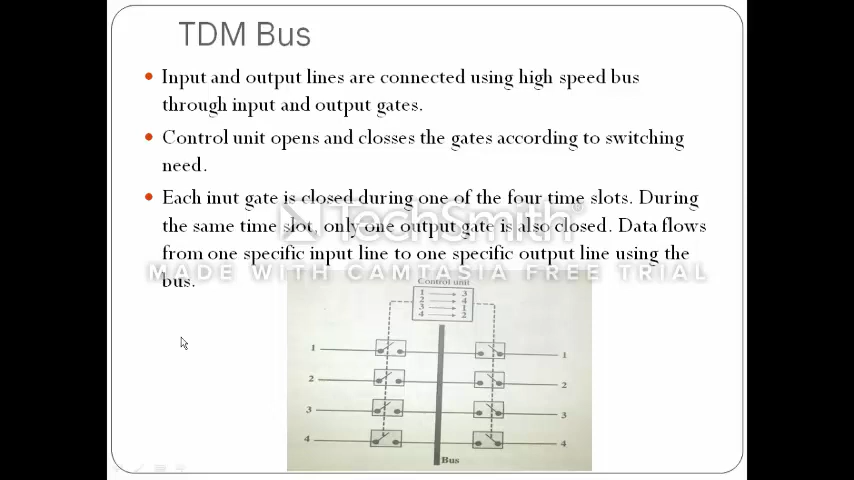 TDM Bus
Input and output lines are connected using high speed bus
through input and output gates.
Control unit opens and closses the gates according to switching
need.
Each inut gate is closed during one of the four time slots. During
the same time slot, only one output gate is also closed. Data flows
from one specific input line to one specific output line using the
bus.
TechSmith
MADE WITH CAMTASIA FREE TRIAL
Control unit
1 3
2 4
3 1
4 2
1 1
2 2
3 3
4 4
Bus